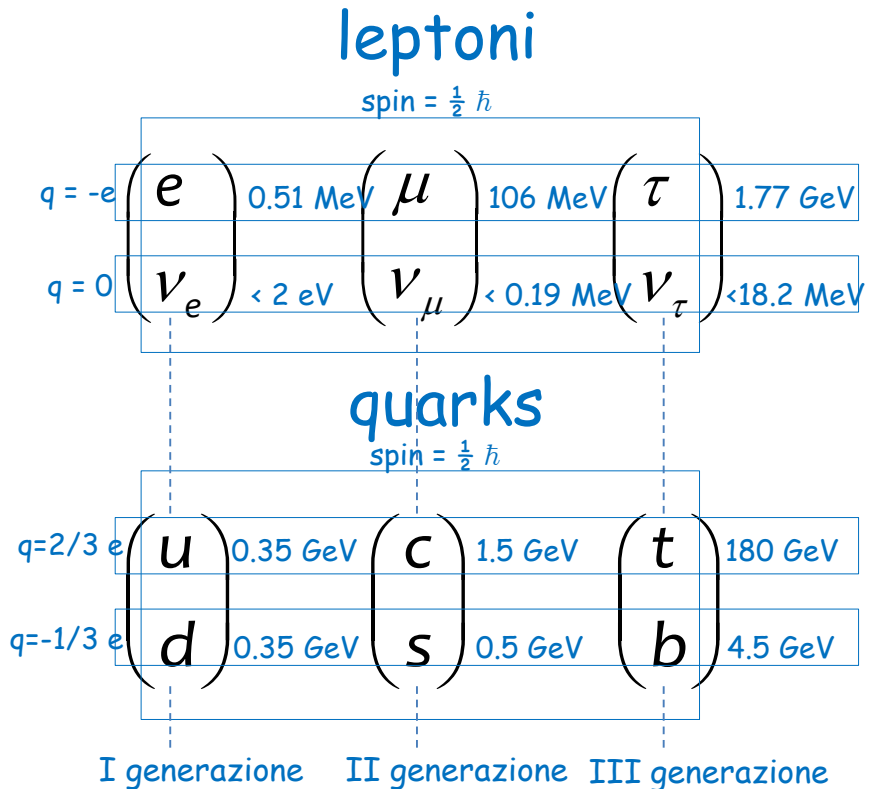 leptoni
spin = ½ ℏ
q = -e e 0.51 MeV μ 106 MeV τ 1.77 GeV
q = 0 νₑ < 2 eV ν_μ < 0.19 MeV ν_τ <18.2 MeV
quarks
spin = ½ ℏ
q=2/3 e u 0.35 GeV c 1.5 GeV t 180 GeV
q=-1/3 e d 0.35 GeV s 0.5 GeV b 4.5 GeV
I generazione II generazione III generazione